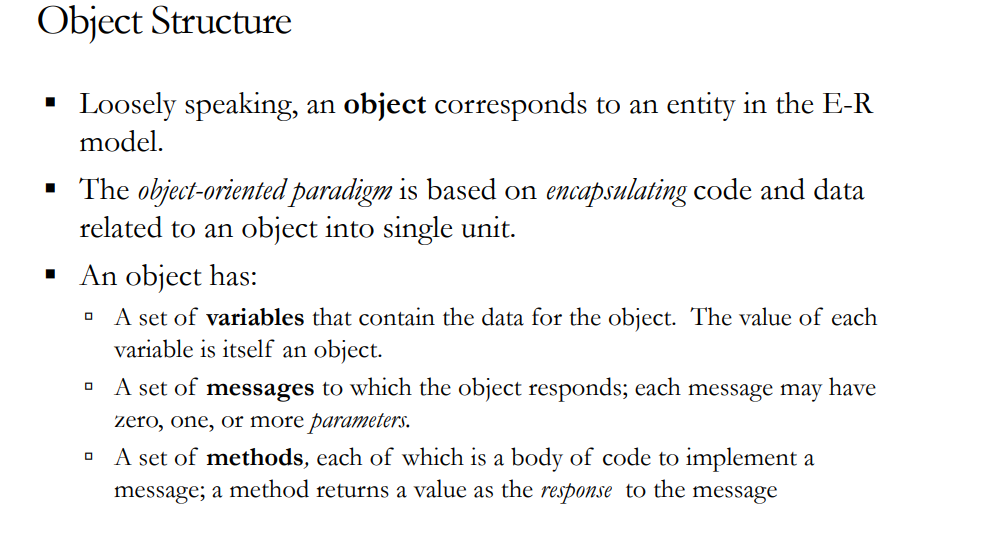 Object Structure
▪ Loosely speaking, an object corresponds to an entity in the E-R
model.
▪ The object-oriented paradigm is based on encapsulating code and data
related to an object into single unit.
▪ An object has:
▫ A set of variables that contain the data for the object. The value of each
variable is itself an object.
▫ A set of messages to which the object responds; each message may have
zero, one, or more parameters.
▫ A set of methods, each of which is a body of code to implement a
message; a method returns a value as the response to the message